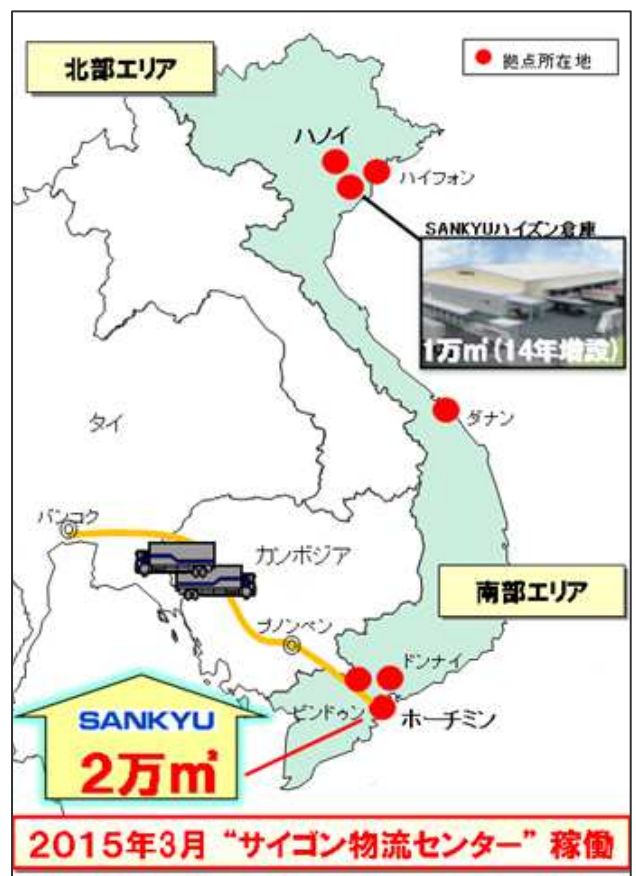 北部エリア
拠点所在地
ハノイ
ハイフォン
SANKYUハイズン倉庫
1万㎡(14年増設)
ダナン
タイ
バンコク
カンボジア
南部エリア
プノンペン
ドンナイ
ビンドゥン
ホーチミン
SANKYU
2万㎡
2015年3月 “サイゴン物流センター” 稼働